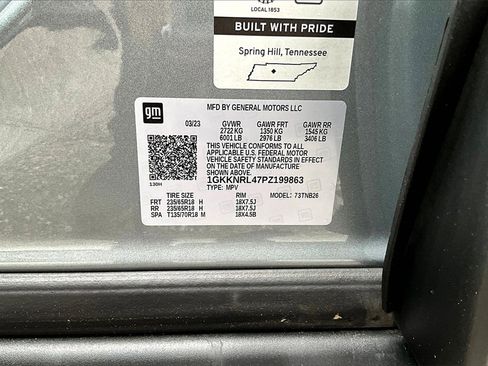 LOCAL 1853
BUILT WITH PRIDE
Spring Hill, Tennessee
gm
MFD BY GENERAL MOTORS LLC
03/23 GVWR GAWR FRT GAWR RR
2722 KG 1350 KG 1545 KG
6001 LB 2976 LB 3406 LB
THIS VEHICLE CONFORMS TO ALL
APPLICABLE U.S. FEDERAL MOTOR
VEHICLE SAFETY STANDARDS IN EFFECT
ON THE DATE OF MANUFACTURE
SHOWN ABOVE.
130H
1GKKNRL47PZ199863
TYPE: MPV
TIRE SIZE RIM MODEL: 73TNB26
FRT 235/65R18 H 18X7.5J
RR 235/65R18 H 18X7.5J
SPA T135/70R18 M 18X4.5B